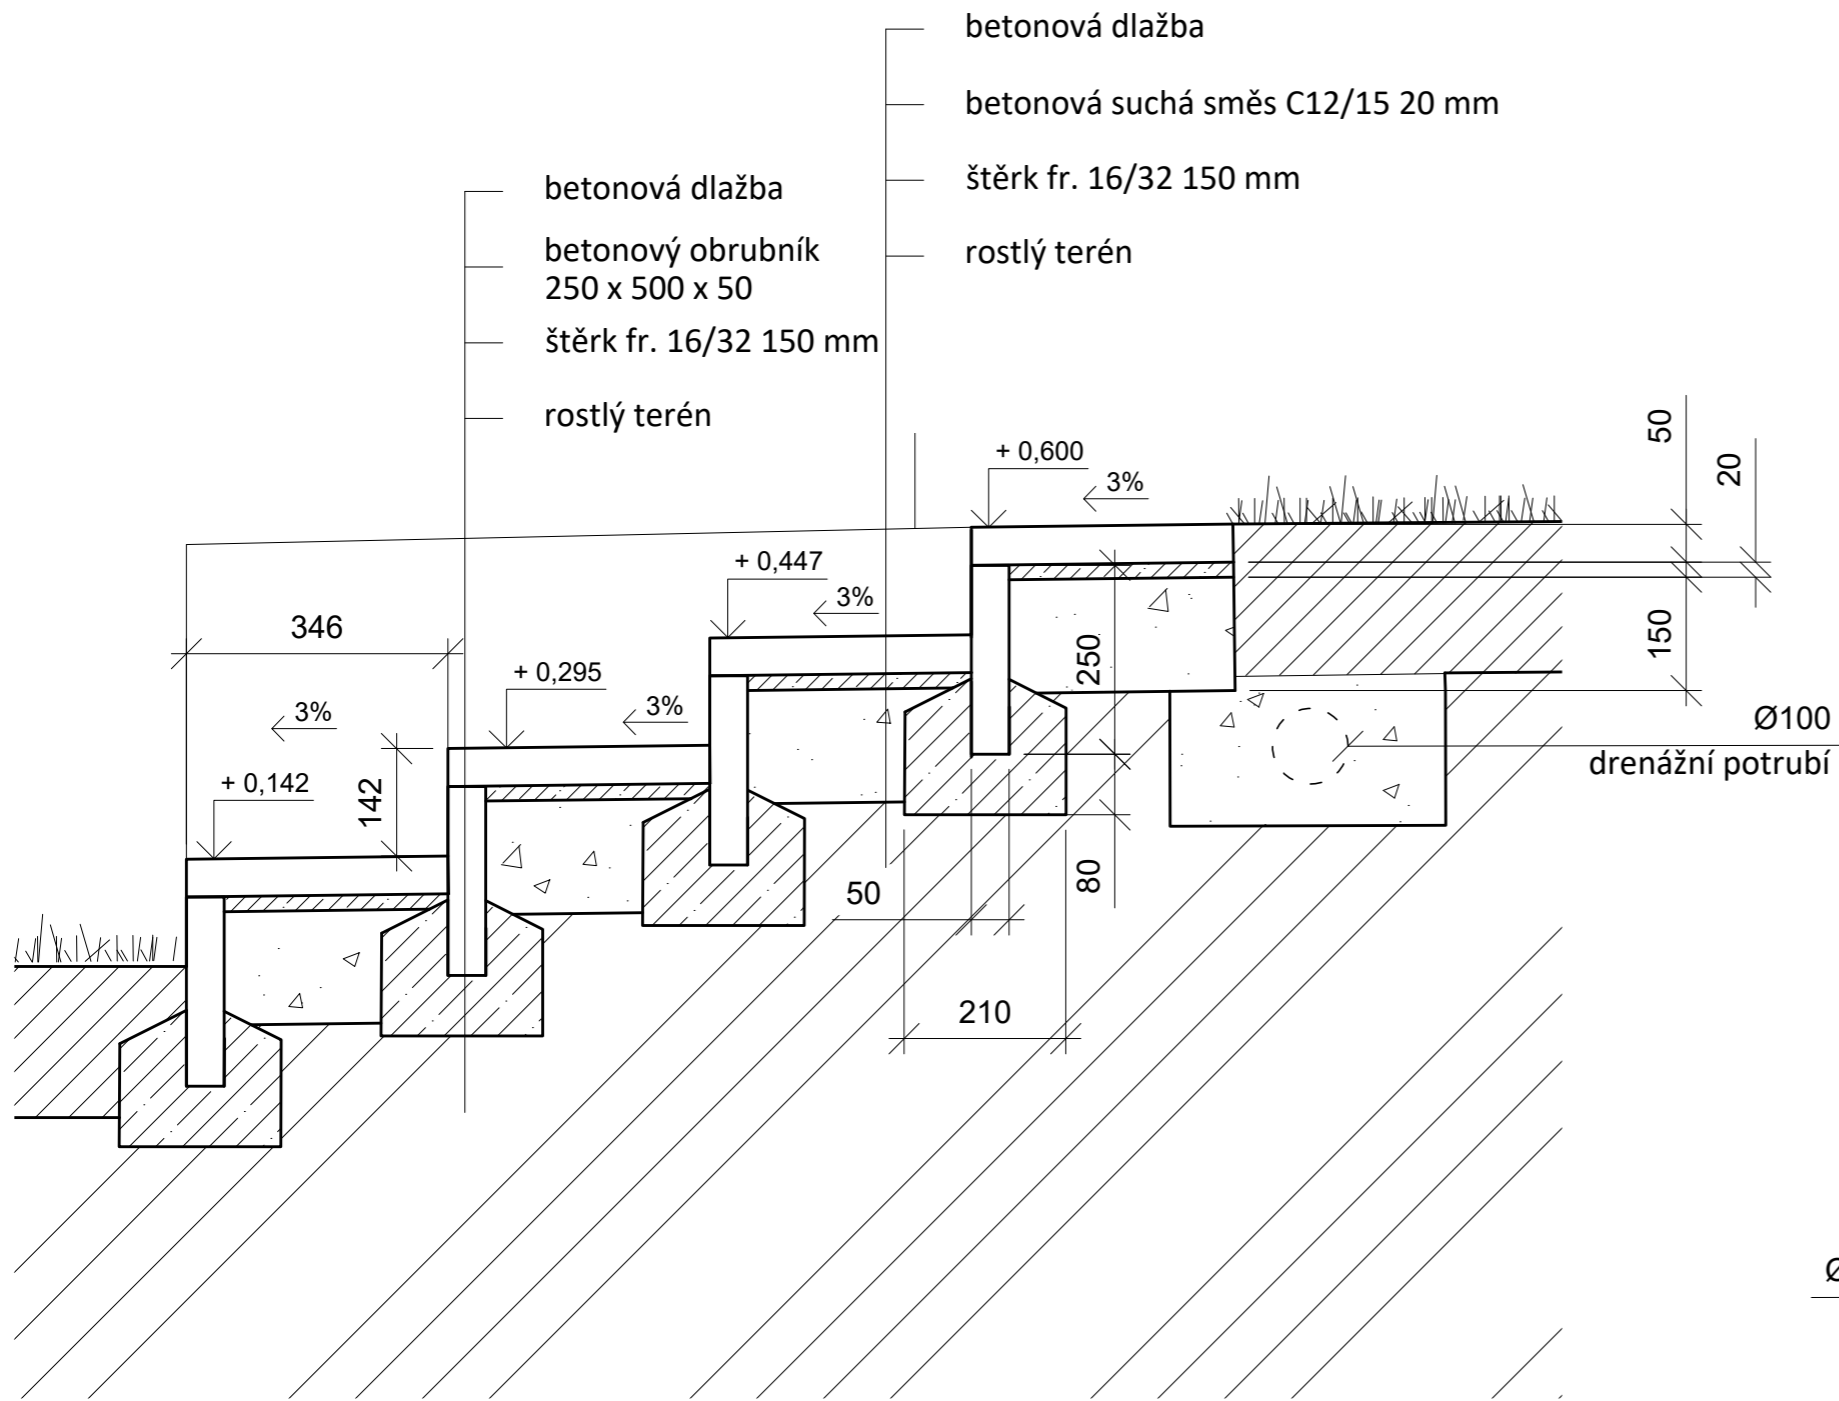 betonová dlažba
betonová suchá směs C12/15 20 mm
štěrk fr. 16/32 150 mm
rostlý terén
betonová dlažba
betonový obrubník
250 x 500 x 50
štěrk fr. 16/32 150 mm
rostlý terén
50
20
150
+ 0,600
3%
+ 0,447
3%
+ 0,295
3%
346
3%
+ 0,142
142
250
80
50
210
Ø100
drenážní potrubí
Ø